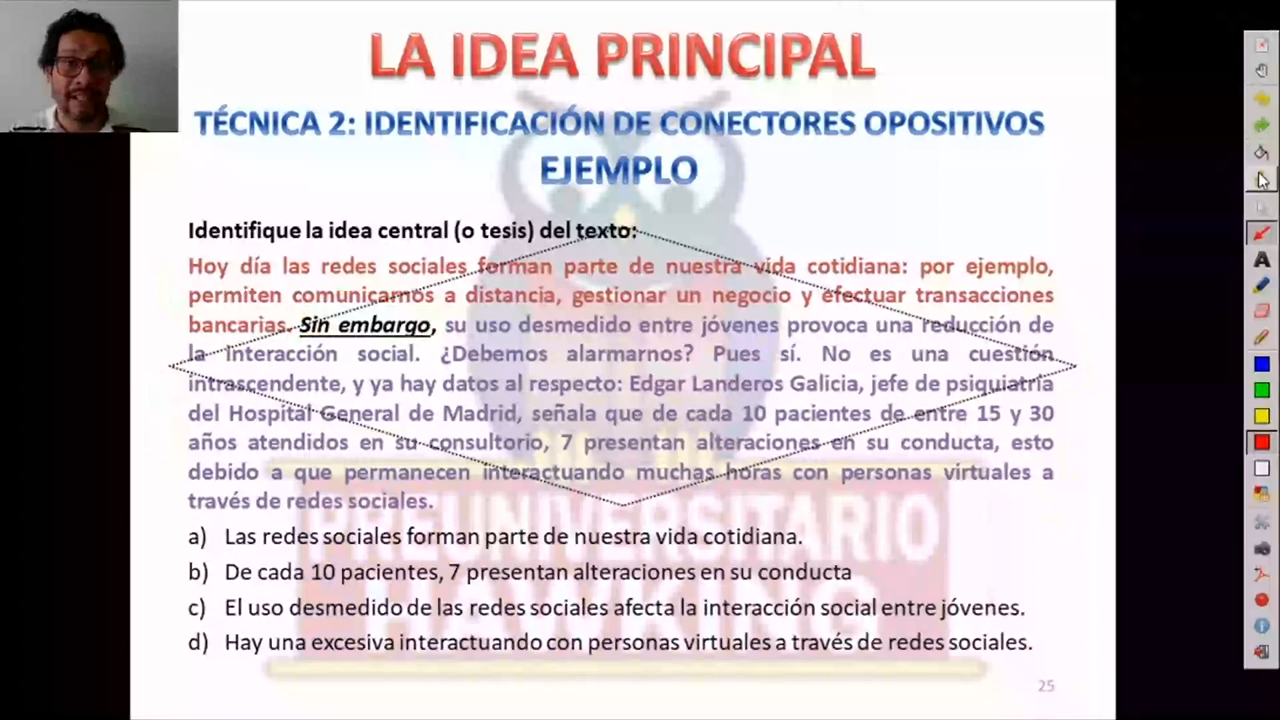 LA IDEA PRINCIPAL
TÉCNICA 2: IDENTIFICACIÓN DE CONECTORES OPOSITIVOS
EJEMPLO
Identifique la idea central (o tesis) del texto:
Hoy día las redes sociales forman parte de nuestra vida cotidiana: por ejemplo,
permiten comunicarnos a distancia, gestionar un negocio y efectuar transacciones
bancarias. Sin embargo, su uso desmedido entre jóvenes provoca una reducción de
la interacción social. ¿Debemos alarmarnos? Pues sí. No es una cuestión
intrascendente, y ya hay datos al respecto: Edgar Landeros Galicia, jefe de psiquiatría
del Hospital General de Madrid, señala que de cada 10 pacientes de entre 15 y 30
años atendidos en su consultorio, 7 presentan alteraciones en su conducta, esto
debido a que permanecen interactuando muchas horas con personas virtuales a
través de redes sociales.
PREUNIVERSITARIO
HAWKING
a) Las redes sociales forman parte de nuestra vida cotidiana.
b) De cada 10 pacientes, 7 presentan alteraciones en su conducta
c) El uso desmedido de las redes sociales afecta la interacción social entre jóvenes.
d) Hay una excesiva interactuando con personas virtuales a través de redes sociales.
25